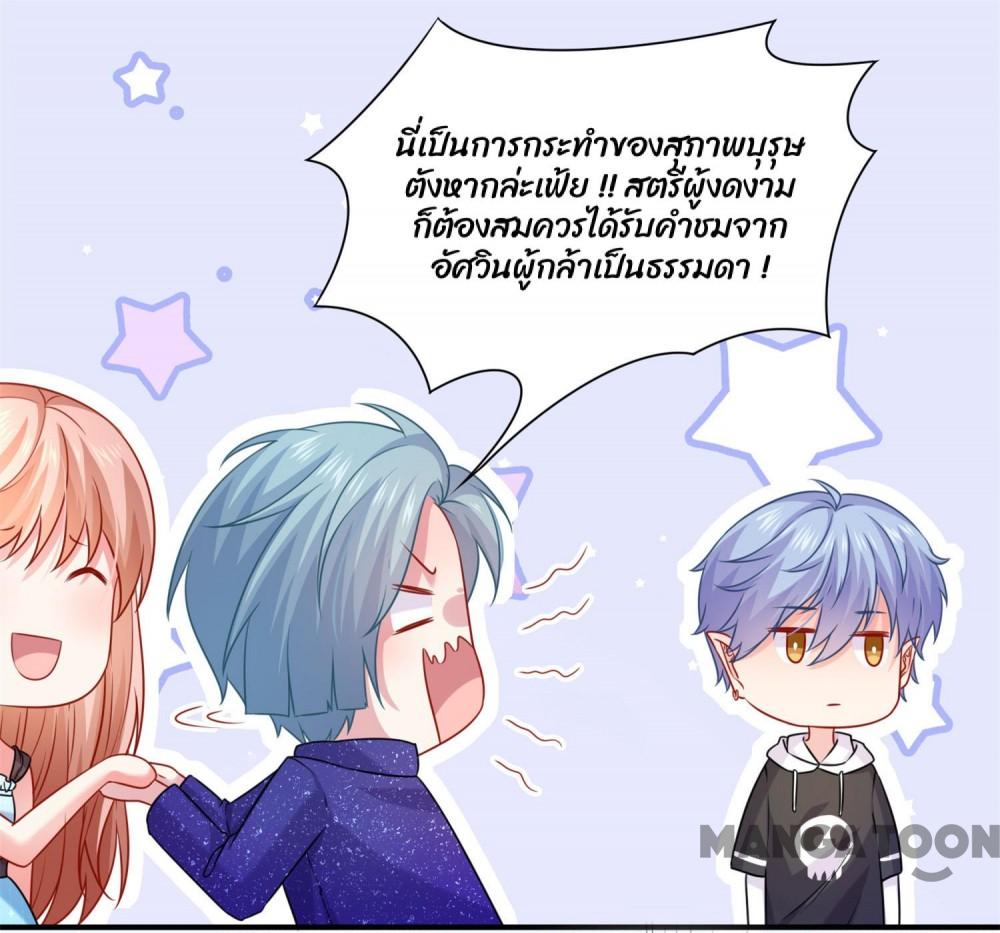 นี่เป็นการกระทำของสุภาพบุรุษ
ตังหากล่ะเฟ้ย !! สตรีผู้งดงาม
ก็ต้องสมควรได้รับคำชมจาก
อัศวินผู้กล้าเป็นธรรมดา !
MANGATOON